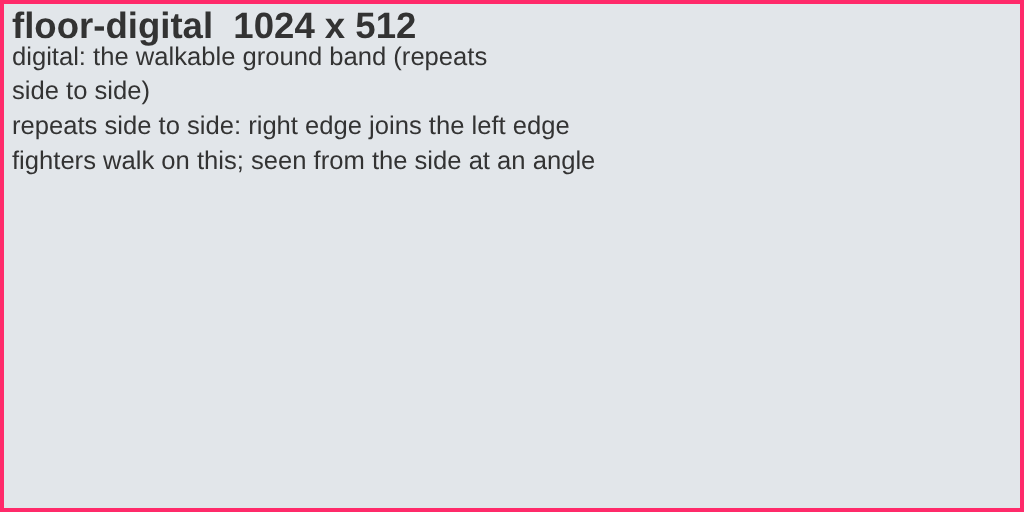 floor-digital  1024 x 512
digital: the walkable ground band (repeats
side to side)
repeats side to side: right edge joins the left edge
fighters walk on this; seen from the side at an angle